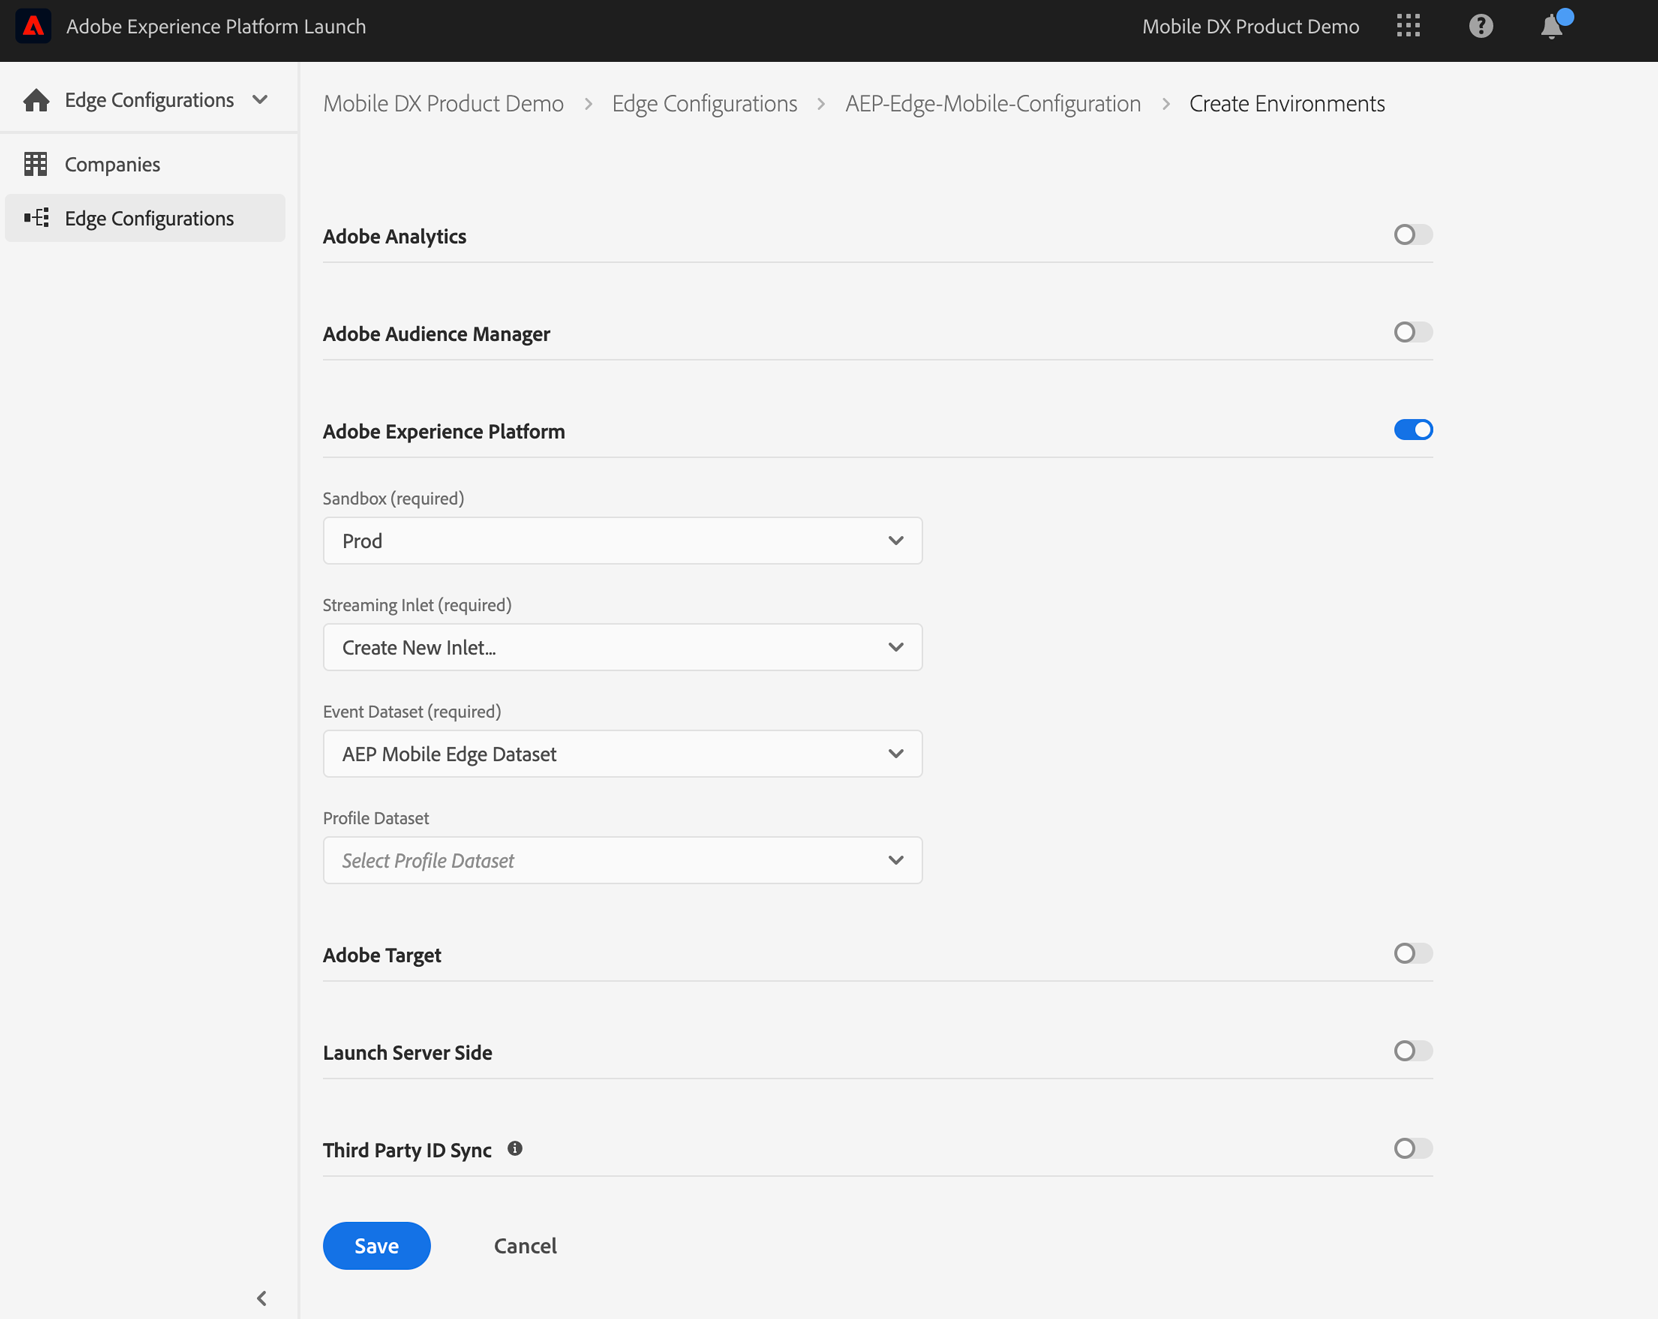 Adobe Experience Platform Launch
Mobile DX Product Demo
Edge Configurations
Companies
Edge Configurations
Mobile DX Product Demo > Edge Configurations > AEP-Edge-Mobile-Configuration > Create Environments
Adobe Analytics
Adobe Audience Manager
Adobe Experience Platform
Sandbox (required)
Prod
Streaming Inlet (required)
Create New Inlet...
Event Dataset (required)
AEP Mobile Edge Dataset
Profile Dataset
Select Profile Dataset
Adobe Target
Launch Server Side
Third Party ID Sync
Save
Cancel